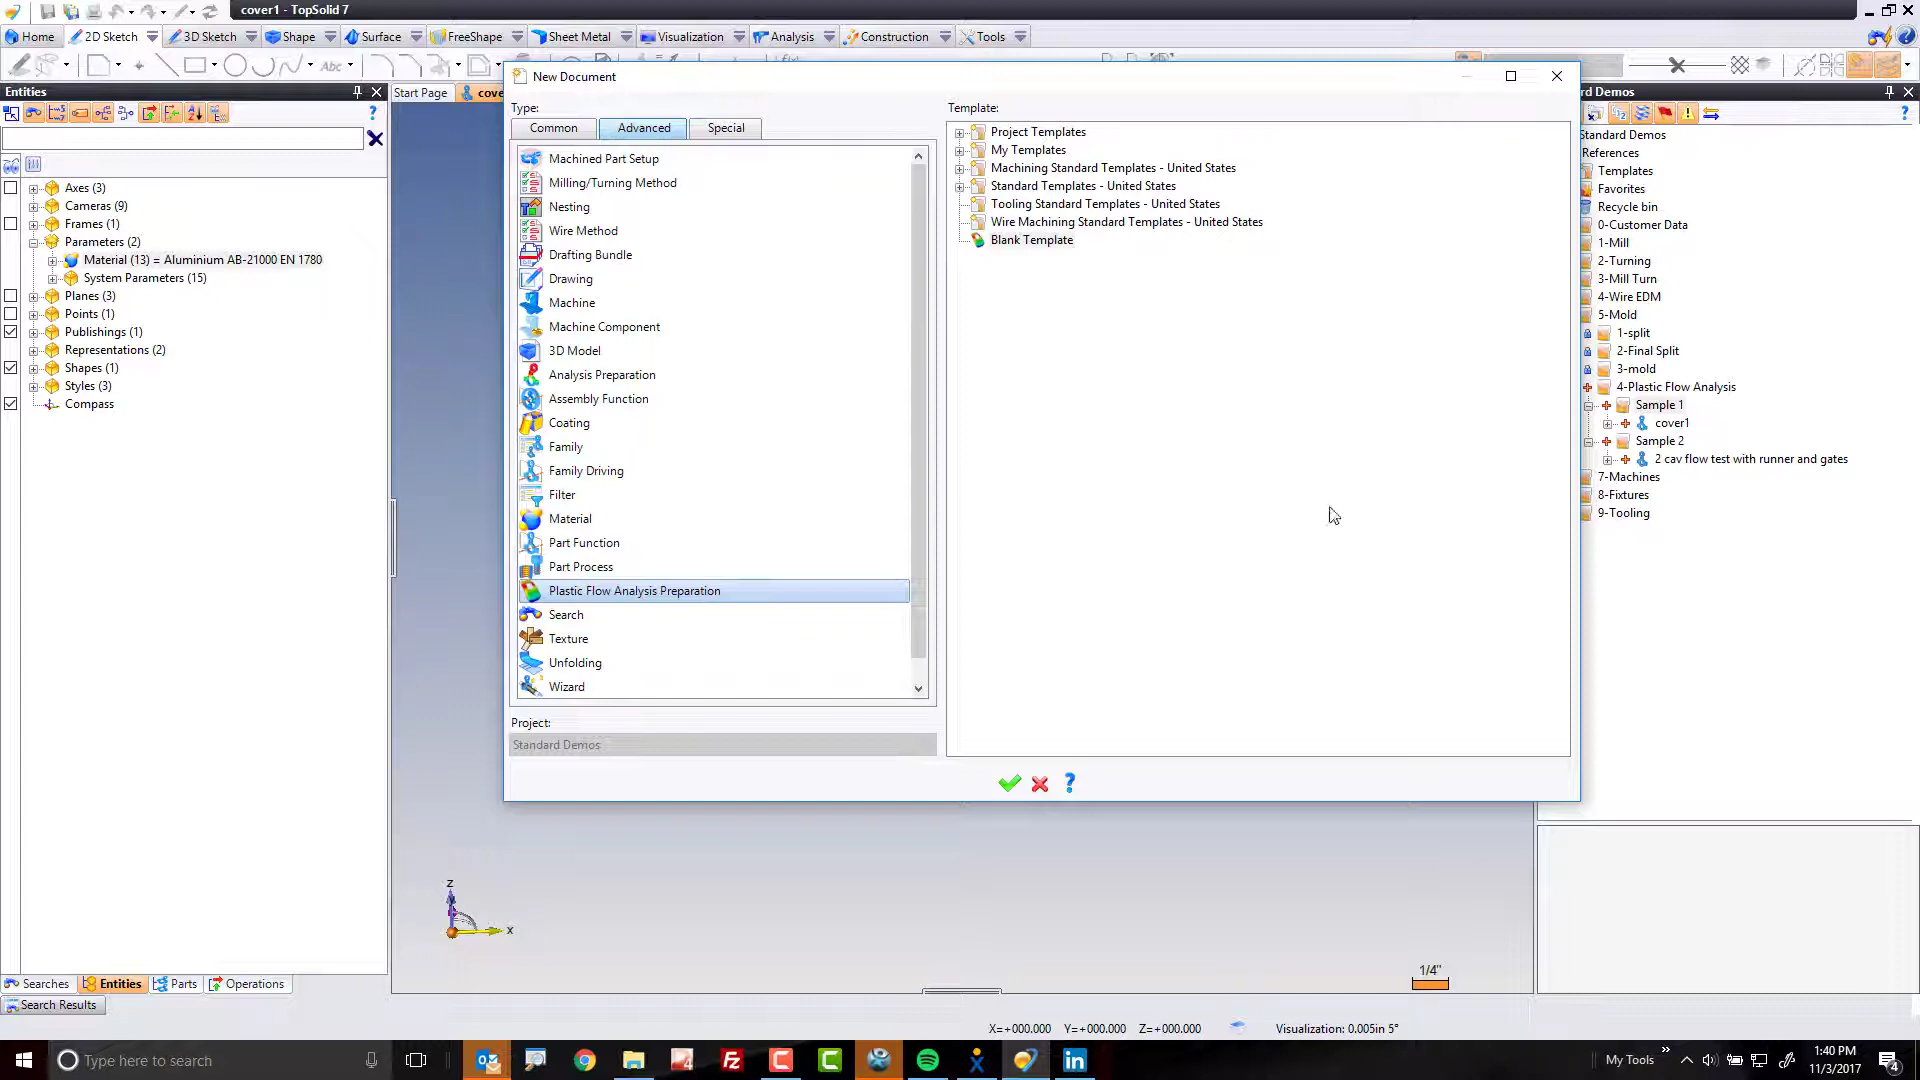 cover1 - TopSolid 7
Home 2D Sketch 3D Sketch Shape Surface FreeShape Sheet Metal Visualization Analysis Construction Tools
Abc
Entities
Start Page
Axes (3)
Cameras (9)
Frames (1)
Parameters (2)
Material (13) = Aluminium AB-21000 EN 1780
System Parameters (15)
Planes (3)
Points (1)
Publishings (1)
Representations (2)
Shapes (1)
Styles (3)
Compass
Searches Entities Parts Operations
Search Results
New Document
Type:
Common Advanced Special
Machined Part Setup
Milling/Turning Method
Nesting
Wire Method
Drafting Bundle
Drawing
Machine
Machine Component
3D Model
Analysis Preparation
Assembly Function
Coating
Family
Family Driving
Filter
Material
Part Function
Part Process
Plastic Flow Analysis Preparation
Search
Texture
Unfolding
Wizard
Project:
Standard Demos
Template:
Project Templates
My Templates
Machining Standard Templates - United States
Standard Templates - United States
Tooling Standard Templates - United States
Wire Machining Standard Templates - United States
Blank Template
rd Demos
Standard Demos
References
Templates
Favorites
Recycle bin
0-Customer Data
1-Mill
2-Turning
3-Mill Turn
4-Wire EDM
5-Mold
1-split
2-Final Split
3-mold
4-Plastic Flow Analysis
Sample 1
cover1
Sample 2
2 cav flow test with runner and gates
7-Machines
8-Fixtures
9-Tooling
z
x
1/4"
X=+000.000 Y=+000.000 Z=+000.000 Visualization: 0.005in 5°
Type here to search
My Tools
1:40 PM
11/3/2017
4